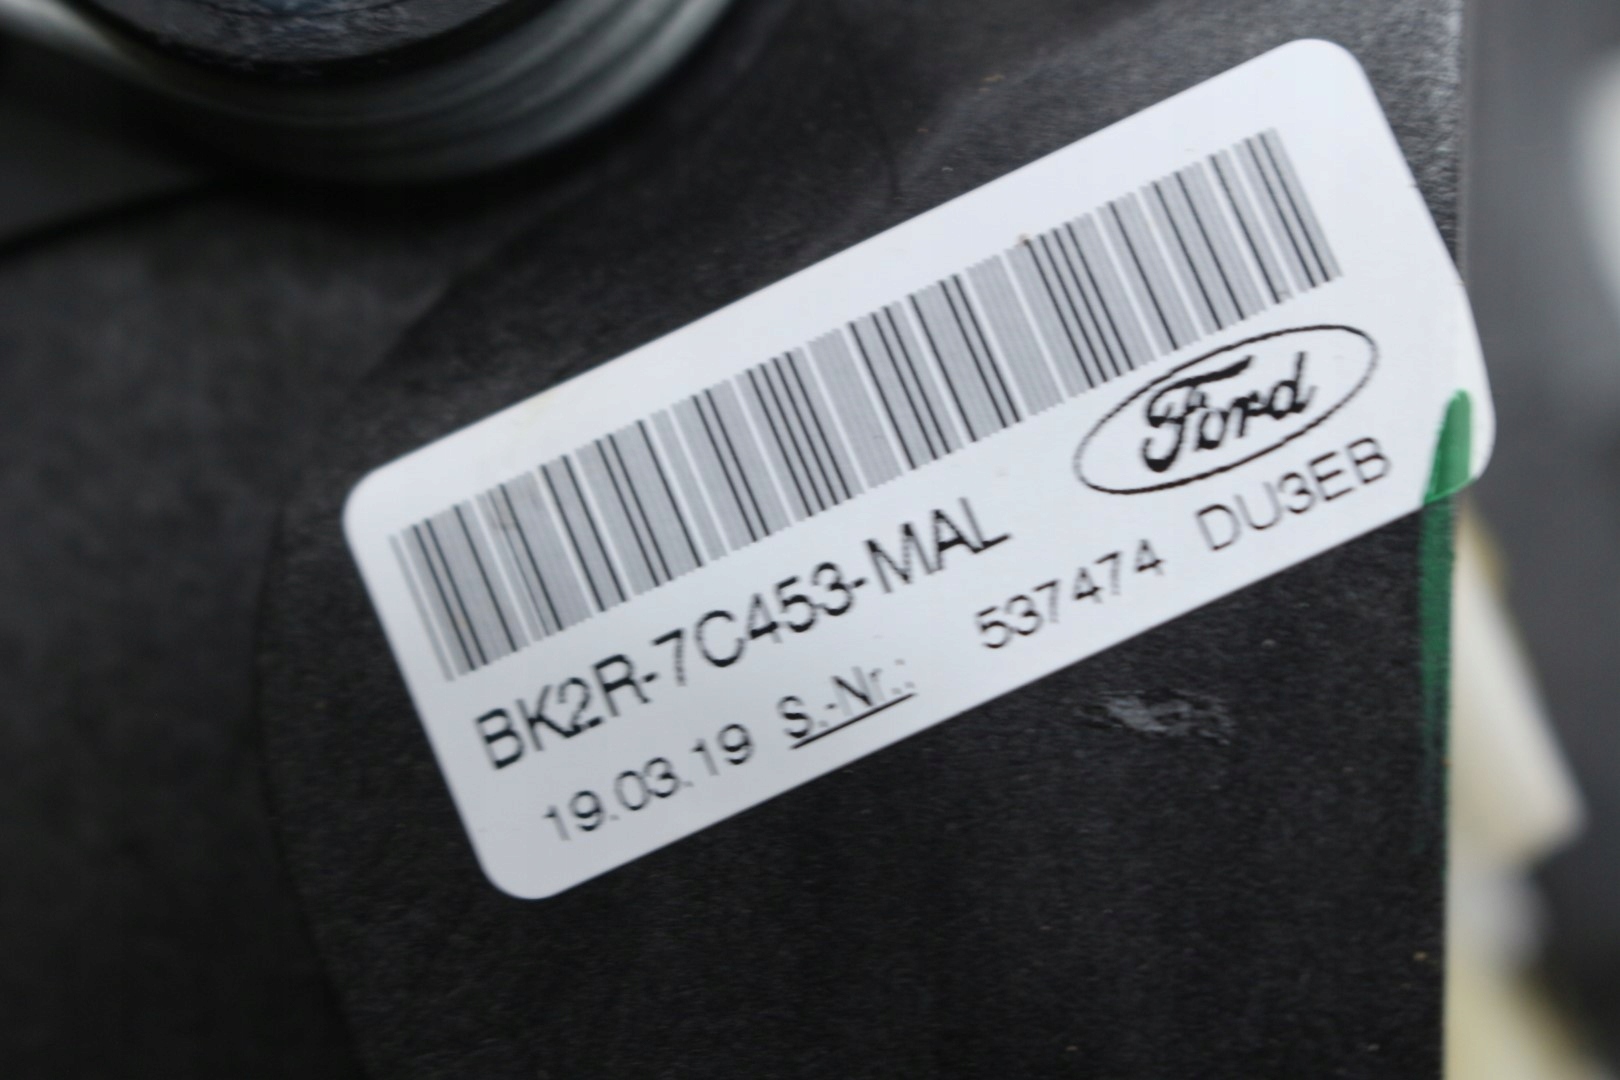 Ford
BK2R-7C453-MAL
DU3EB
19.03.19 S.-Nr.: 537474